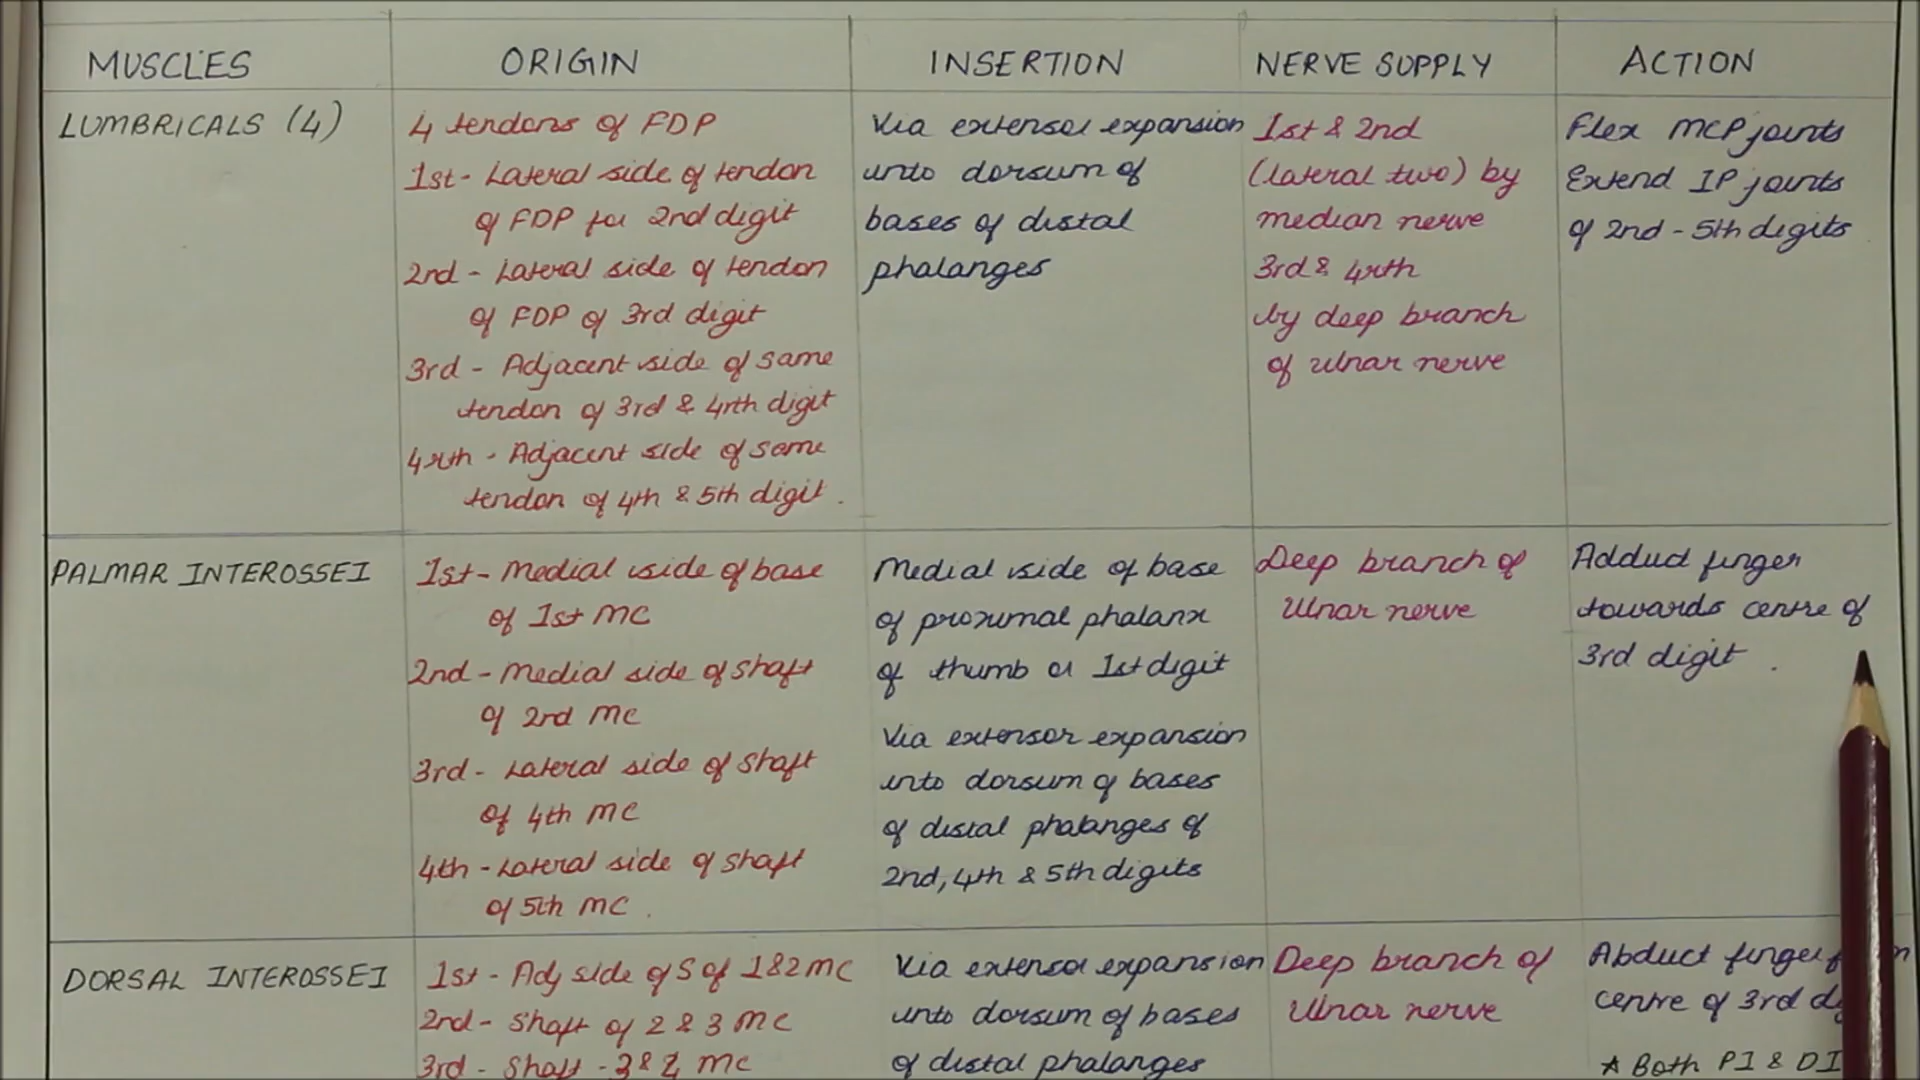 MUSCLES
ORIGIN
INSERTION
NERVE SUPPLY
ACTION
LUMBRICALS (4)
4 tendons of FDP
1st - Lateral side of tendon
of FDP for 2nd digit
2nd - Lateral side of tendon
of FDP of 3rd digit
3rd - Adjacent side of same
tendon of 3rd & 4rth digit
4rth - Adjacent side of same
tendon of 4th & 5th digit.
Via extensor expansion
into dorsum of
bases of distal
phalanges
1st & 2nd
(lateral two) by
median nerve
3rd & 4rth
by deep branch
of ulnar nerve
Flex MCP joints
Extend IP joints
of 2nd - 5th digits
PALMAR INTEROSSEI
1st - Medial side of base
of 1st MC
2nd - Medial side of shaft
of 2nd MC
3rd - Lateral side of shaft
of 4th MC
4th - Lateral side of shaft
of 5th MC.
Medial side of base
of proximal phalanx
of thumb or 1st digit
Via extensor expansion
into dorsum of bases
of distal phalanges of
2nd, 4th & 5th digits
Deep branch of
Ulnar nerve
Adduct finger
towards centre of
3rd digit.
DORSAL INTEROSSEI
1st - Adj side of S of 1&2 MC
2nd - Shaft of 2 & 3 MC
3rd - Shaft - 3 & 4 MC
Via extensor expansion
into dorsum of bases
of distal phalanges
Deep branch of
Ulnar nerve
Abduct finger
centre of 3rd
★ Both PI & DI